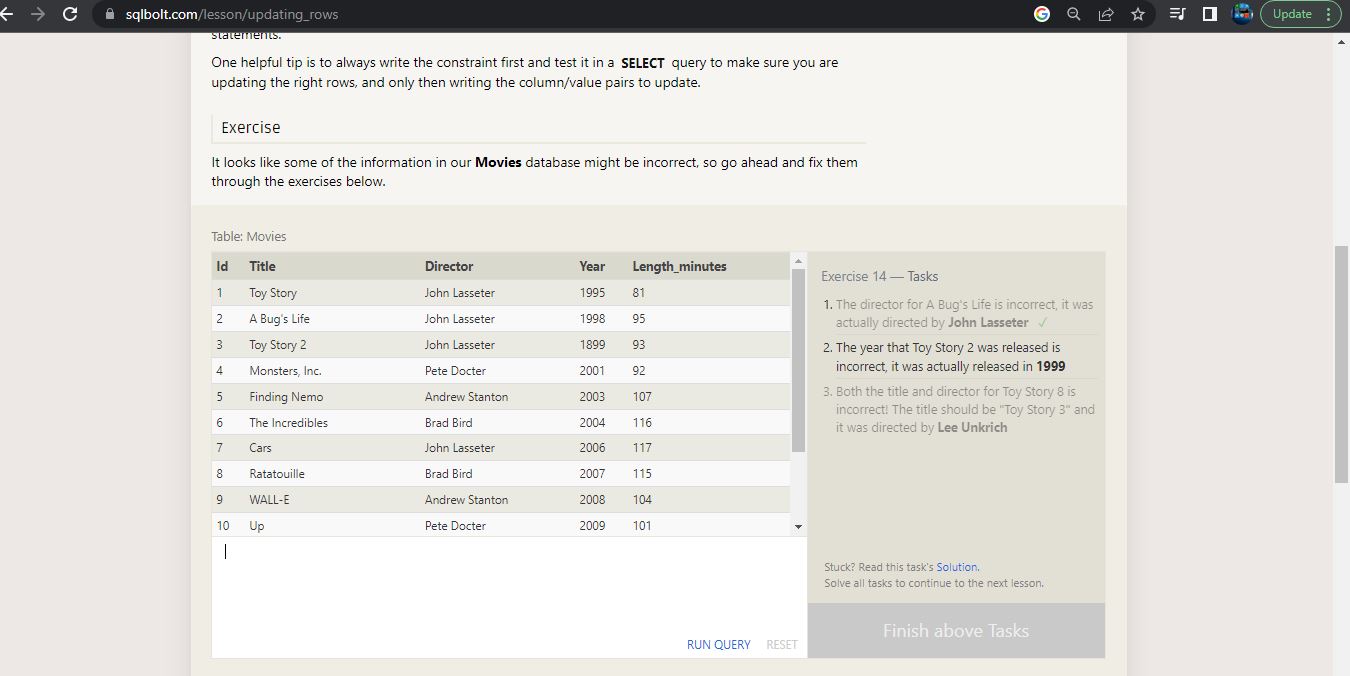 sqlbolt.com/lesson/updating_rows
Update
statements.
One helpful tip is to always write the constraint first and test it in a SELECT query to make sure you are
updating the right rows, and only then writing the column/value pairs to update.
Exercise
It looks like some of the information in our Movies database might be incorrect, so go ahead and fix them
through the exercises below.
Table: Movies
Id Title Director Year Length_minutes
1 Toy Story John Lasseter 1995 81
2 A Bug's Life John Lasseter 1998 95
3 Toy Story 2 John Lasseter 1899 93
4 Monsters, Inc. Pete Docter 2001 92
5 Finding Nemo Andrew Stanton 2003 107
6 The Incredibles Brad Bird 2004 116
7 Cars John Lasseter 2006 117
8 Ratatouille Brad Bird 2007 115
9 WALL-E Andrew Stanton 2008 104
10 Up Pete Docter 2009 101
RUN QUERY RESET
Exercise 14 — Tasks
1. The director for A Bug's Life is incorrect, it was
actually directed by John Lasseter ✓
2. The year that Toy Story 2 was released is
incorrect, it was actually released in 1999
3. Both the title and director for Toy Story 8 is
incorrect! The title should be "Toy Story 3" and
it was directed by Lee Unkrich
Stuck? Read this task's Solution.
Solve all tasks to continue to the next lesson.
Finish above Tasks